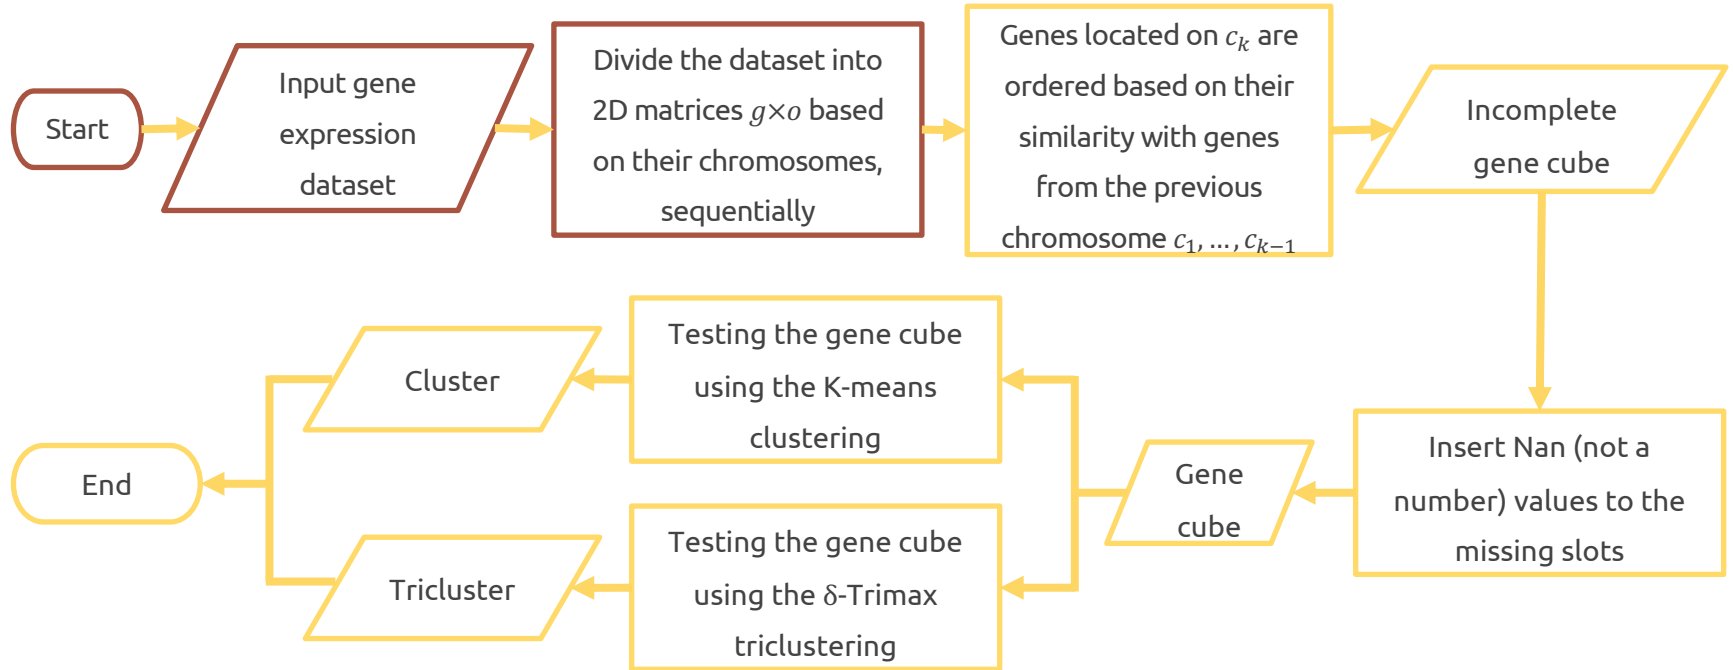 Start
Input gene
expression
dataset
Divide the dataset into
2D matrices g×o based
on their chromosomes,
sequentially
Genes located on cₖ are
ordered based on their
similarity with genes
from the previous
chromosome c₁, …, cₖ₋₁
Incomplete
gene cube
Insert Nan (not a
number) values to the
missing slots
Gene
cube
Testing the gene cube
using the K-means
clustering
Cluster
Testing the gene cube
using the δ-Trimax
triclustering
Tricluster
End